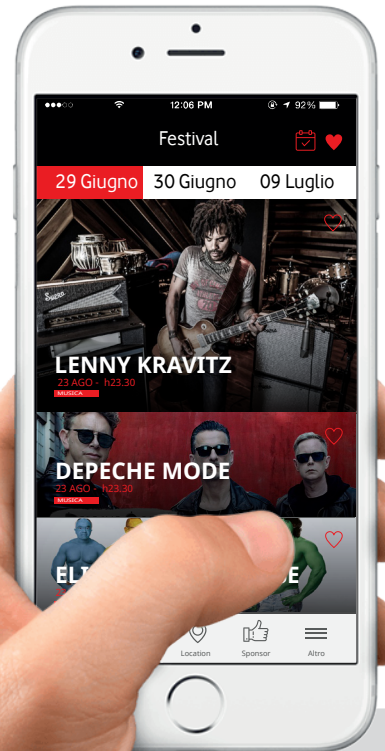 12:06 PM
92%
Festival
29 Giugno 30 Giugno 09 Luglio
Supro
LENNY KRAVITZ
23 AGO - h23.30
MUSICA
DEPECHE MODE
23 AGO - h23.30
MUSICA
Location Sponsor Altro